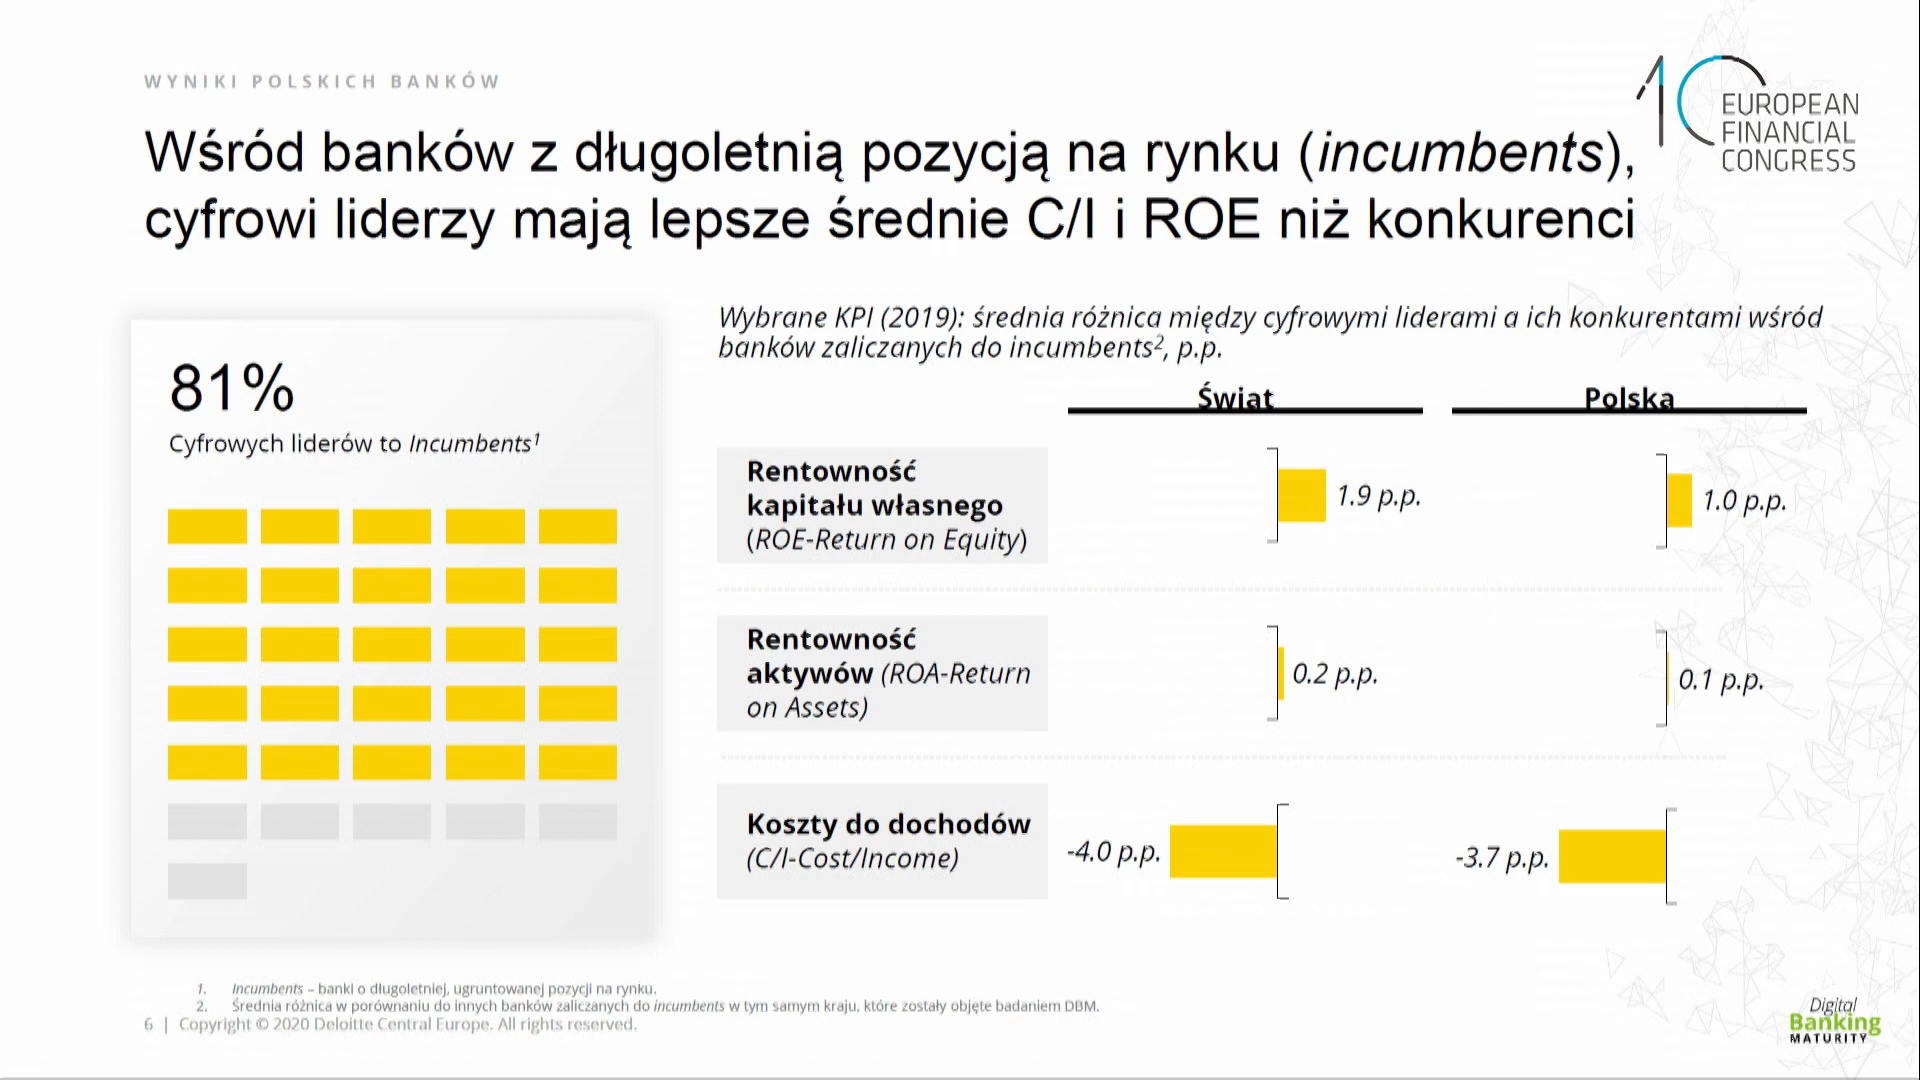 WYNIKI POLSKICH BANKÓW
10 EUROPEAN
FINANCIAL
CONGRESS
Wśród banków z długoletnią pozycją na rynku (incumbents),
cyfrowi liderzy mają lepsze średnie C/I i ROE niż konkurenci
81%
Cyfrowych liderów to Incumbents¹
Wybrane KPI (2019): średnia różnica między cyfrowymi liderami a ich konkurentami wśród
banków zaliczanych do incumbents², p.p.
Świat
Polska
Rentowność
kapitału własnego
(ROE-Return on Equity)
1.9 p.p.
1.0 p.p.
Rentowność
aktywów (ROA-Return
on Assets)
0.2 p.p.
0.1 p.p.
Koszty do dochodów
(C/I-Cost/Income)
-4.0 p.p.
-3.7 p.p.
1. Incumbents – banki o długoletniej, ugruntowanej pozycji na rynku.
2. Średnia różnica w porównaniu do innych banków zaliczanych do incumbents w tym samym kraju, które zostały objęte badaniem DBM.
6 | Copyright © 2020 Deloitte Central Europe. All rights reserved.
Digital
Banking
MATURITY